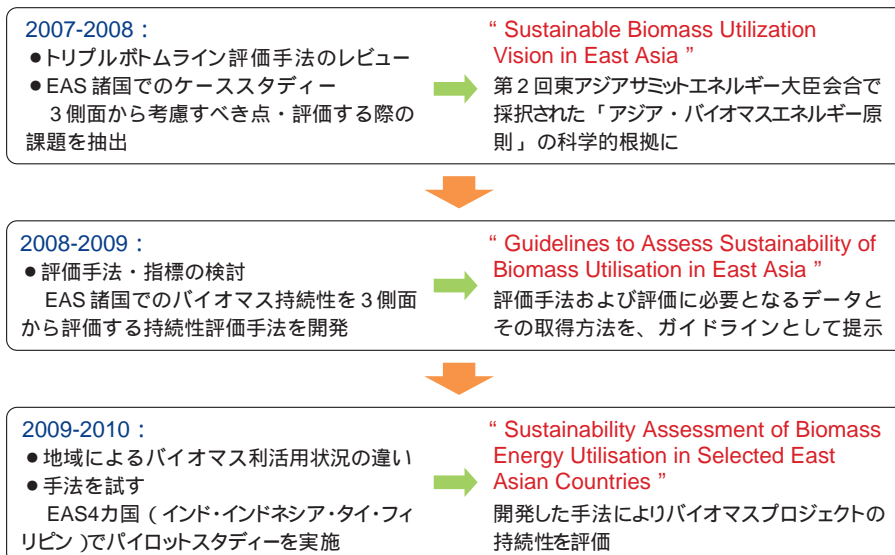 2007-2008：
●トリプルボトムライン評価手法のレビュー
●EAS 諸国でのケーススタディー
３側面から考慮すべき点・評価する際の
課題を抽出
“ Sustainable Biomass Utilization
Vision in East Asia ”
第２回東アジアサミットエネルギー大臣会合で
採択された「アジア・バイオマスエネルギー原
則」の科学的根拠に
2008-2009：
●評価手法・指標の検討
EAS 諸国でのバイオマス持続性を３側面
から評価する持続性評価手法を開発
“ Guidelines to Assess Sustainability of
Biomass Utilisation in East Asia ”
評価手法および評価に必要となるデータと
その取得方法を、ガイドラインとして提示
2009-2010：
●地域によるバイオマス利活用状況の違い
●手法を試す
EAS4カ国（インド・インドネシア・タイ・フィ
リピン）でパイロットスタディーを実施
“ Sustainability Assessment of Biomass
Energy Utilisation in Selected East
Asian Countries ”
開発した手法によりバイオマスプロジェクトの
持続性を評価